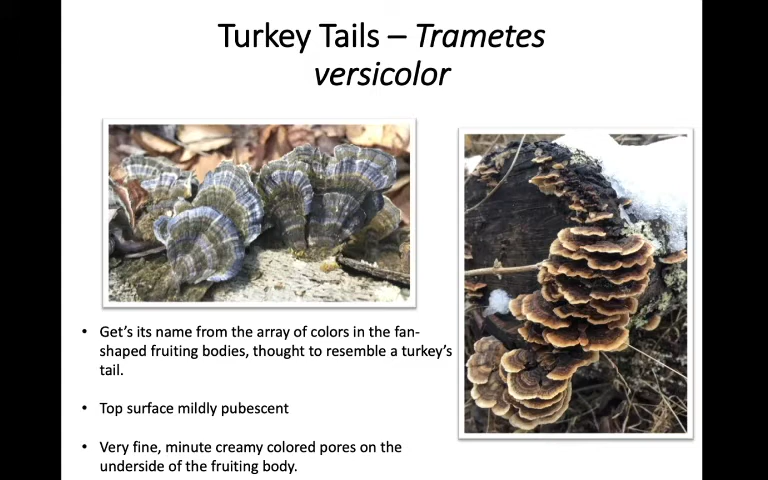 Turkey Tails – Trametes
versicolor
• Get's its name from the array of colors in the fan-
shaped fruiting bodies, thought to resemble a turkey's
tail.
• Top surface mildly pubescent
• Very fine, minute creamy colored pores on the
underside of the fruiting body.